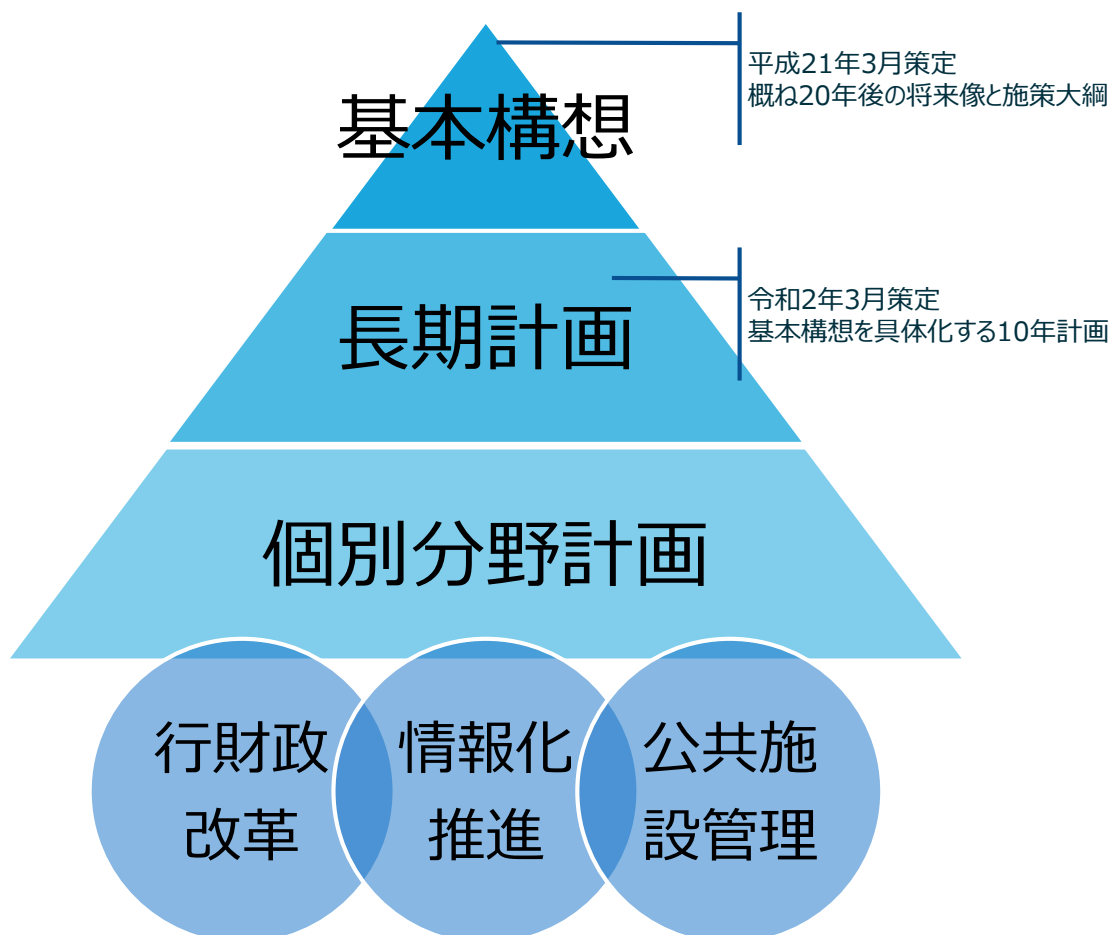 基本構想
平成21年3月策定
概ね20年後の将来像と施策大綱
長期計画
令和2年3月策定
基本構想を具体化する10年計画
個別分野計画
行財政
改革
情報化
推進
公共施
設管理